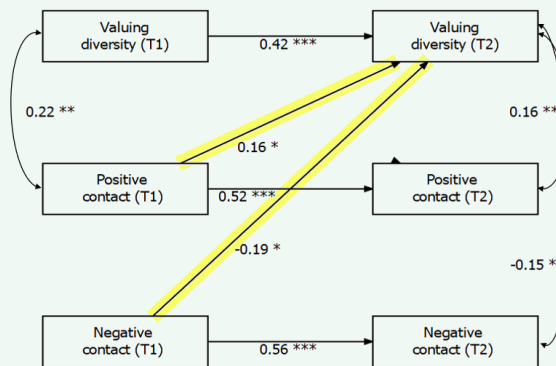 Valuing
diversity (T1)
0.42 ***
Valuing
diversity (T2)
0.22 **
0.16 *
0.16 **
Positive
contact (T1)
0.52 ***
Positive
contact (T2)
-0.19 *
-0.15 *
Negative
contact (T1)
0.56 ***
Negative
contact (T2)